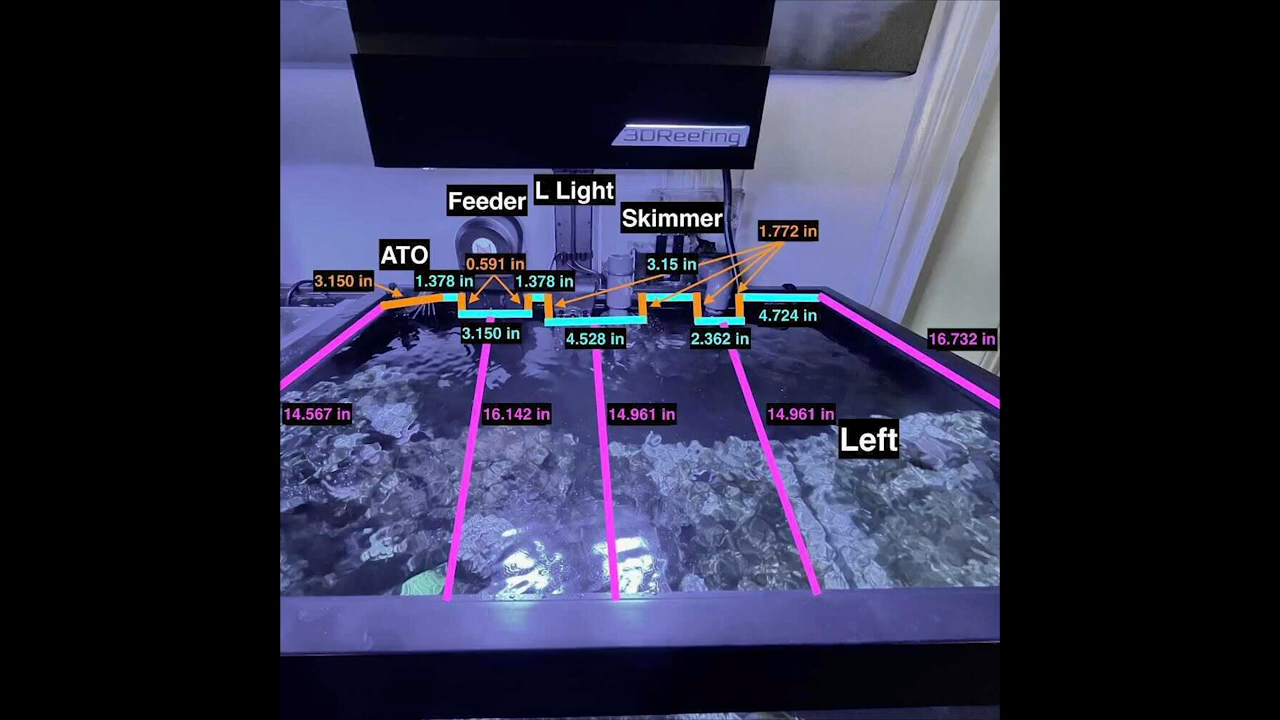 3DReefing
L Light
Feeder
Skimmer
1.772 in
ATO
0.591 in
3.15 in
3.150 in
1.378 in
1.378 in
4.724 in
3.150 in
4.528 in
2.362 in
16.732 in
14.567 in
16.142 in
14.961 in
14.961 in
Left